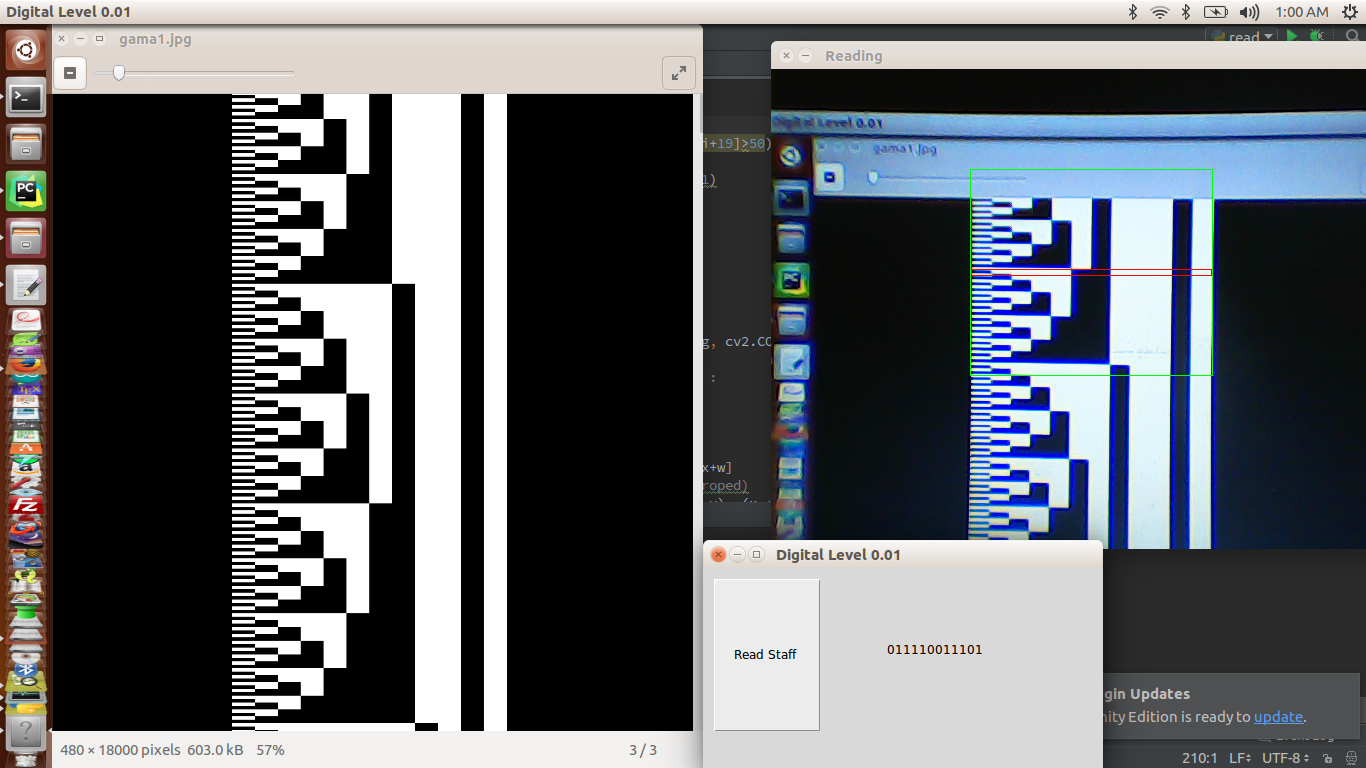 Digital Level 0.01
1:00 AM
gama1.jpg
read
Reading
Digital Level 0.01
gama1.jpg
i+19]>50)
1)
g, cv2.CO
:
x+w]
roped)
Digital Level 0.01
Read Staff
011110011101
gin Updates
nity Edition is ready to update.
480 × 18000 pixels 603.0 kB 57%
3 / 3
210:1 LF UTF-8